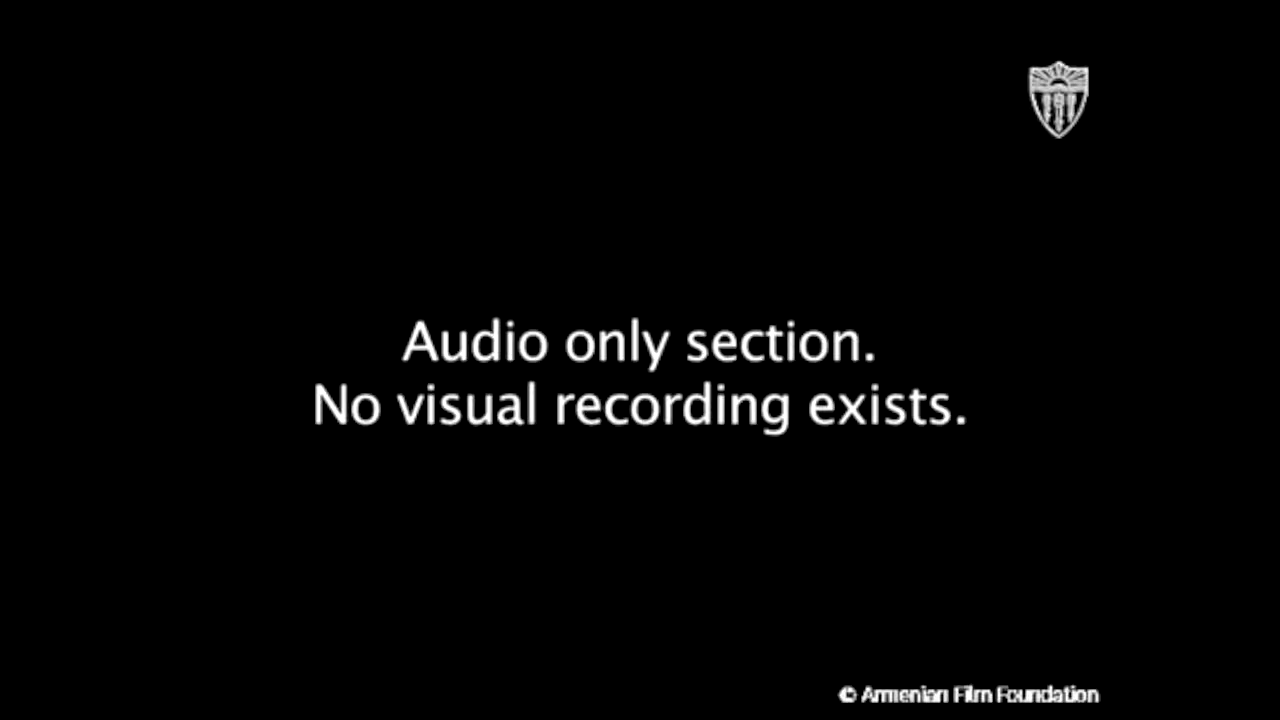 Audio only section.
No visual recording exists.
© Armenian Film Foundation